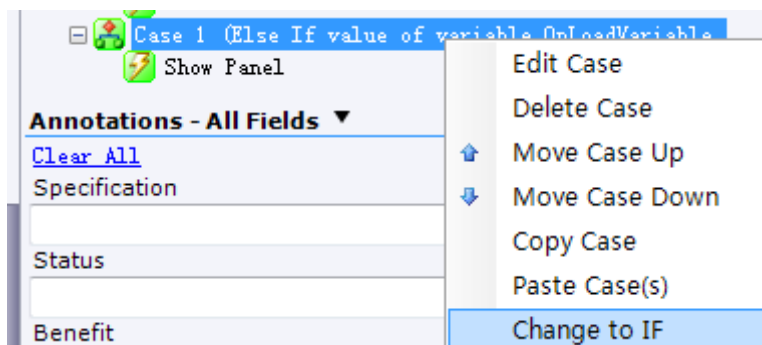 Case 1 (Else If value of variable OnLoadVariable
Show Panel
Edit Case
Delete Case
Annotations - All Fields ▼
Clear All
Move Case Up
Specification
Move Case Down
Copy Case
Status
Paste Case(s)
Benefit
Change to IF